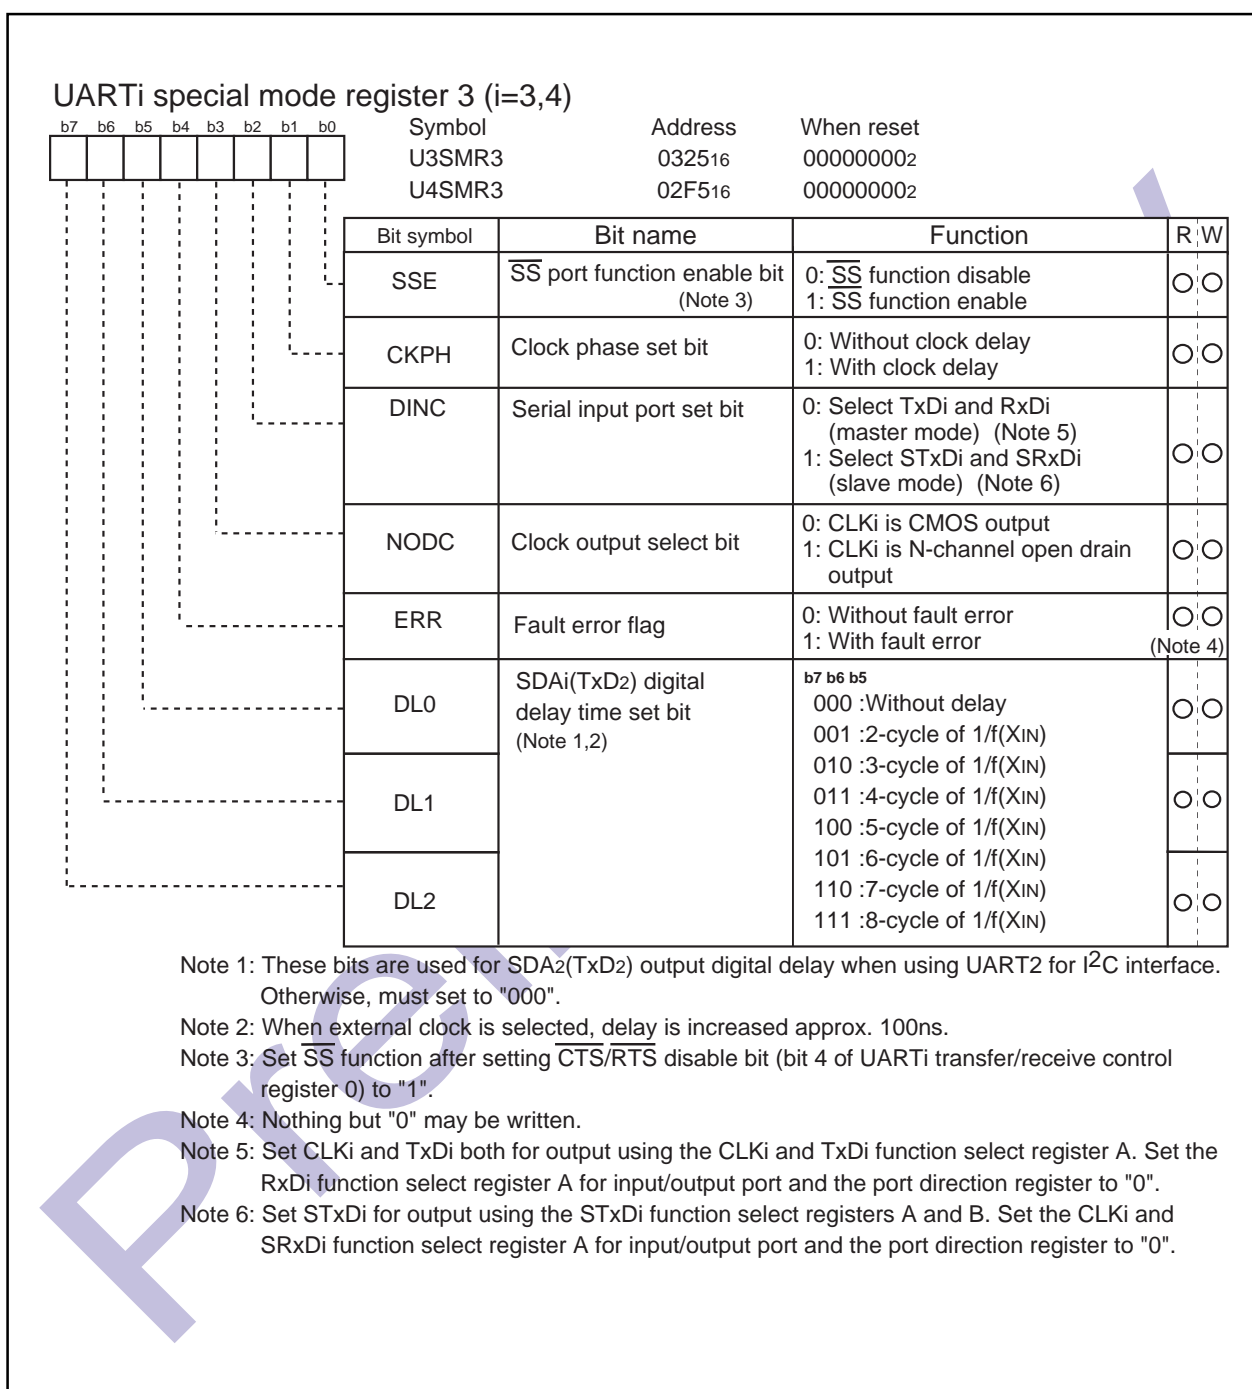 UARTi special mode register 3 (i=3,4)
b7 b6 b5 b4 b3 b2 b1 b0
Symbol Address When reset
U3SMR3 032516 000000002
U4SMR3 02F516 000000002
Bit symbol Bit name Function R W
SSE SS port function enable bit (Note 3) 0: SS function disable
1: SS function enable
CKPH Clock phase set bit 0: Without clock delay
1: With clock delay
DINC Serial input port set bit 0: Select TxDi and RxDi
(master mode) (Note 5)
1: Select STxDi and SRxDi
(slave mode) (Note 6)
NODC Clock output select bit 0: CLKi is CMOS output
1: CLKi is N-channel open drain
output
ERR Fault error flag 0: Without fault error
1: With fault error (Note 4)
DL0 SDAi(TxD2) digital
delay time set bit
(Note 1,2)
b7 b6 b5
000 :Without delay
001 :2-cycle of 1/f(XIN)
010 :3-cycle of 1/f(XIN)
DL1 011 :4-cycle of 1/f(XIN)
100 :5-cycle of 1/f(XIN)
101 :6-cycle of 1/f(XIN)
DL2 110 :7-cycle of 1/f(XIN)
111 :8-cycle of 1/f(XIN)
Note 1: These bits are used for SDA2(TxD2) output digital delay when using UART2 for I2C interface.
Otherwise, must set to "000".
Note 2: When external clock is selected, delay is increased approx. 100ns.
Note 3: Set SS function after setting CTS/RTS disable bit (bit 4 of UARTi transfer/receive control
register 0) to "1".
Note 4: Nothing but "0" may be written.
Note 5: Set CLKi and TxDi both for output using the CLKi and TxDi function select register A. Set the
RxDi function select register A for input/output port and the port direction register to "0".
Note 6: Set STxDi for output using the STxDi function select registers A and B. Set the CLKi and
SRxDi function select register A for input/output port and the port direction register to "0".